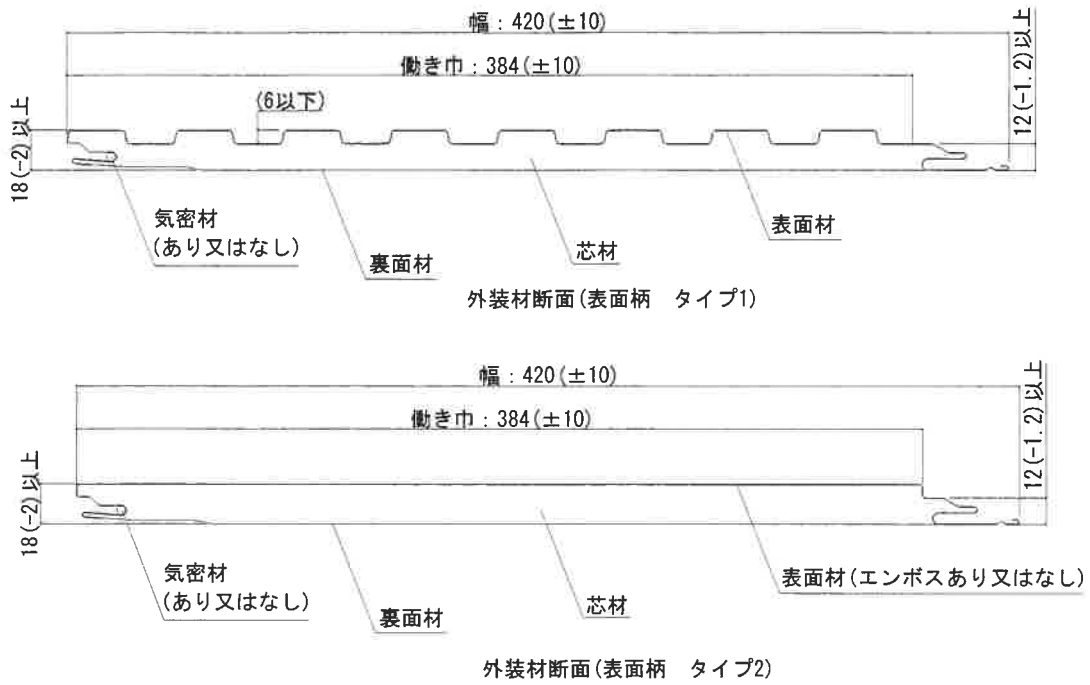 幅：420(±10)
働き巾：384(±10)
(6以下)
18(-2)以上
12(-1.2)以上
気密材
(あり又はなし)
裏面材
芯材
表面材
外装材断面(表面柄　タイプ1)
幅：420(±10)
働き巾：384(±10)
18(-2)以上
12(-1.2)以上
気密材
(あり又はなし)
裏面材
芯材
表面材(エンボスあり又はなし)
外装材断面(表面柄　タイプ2)